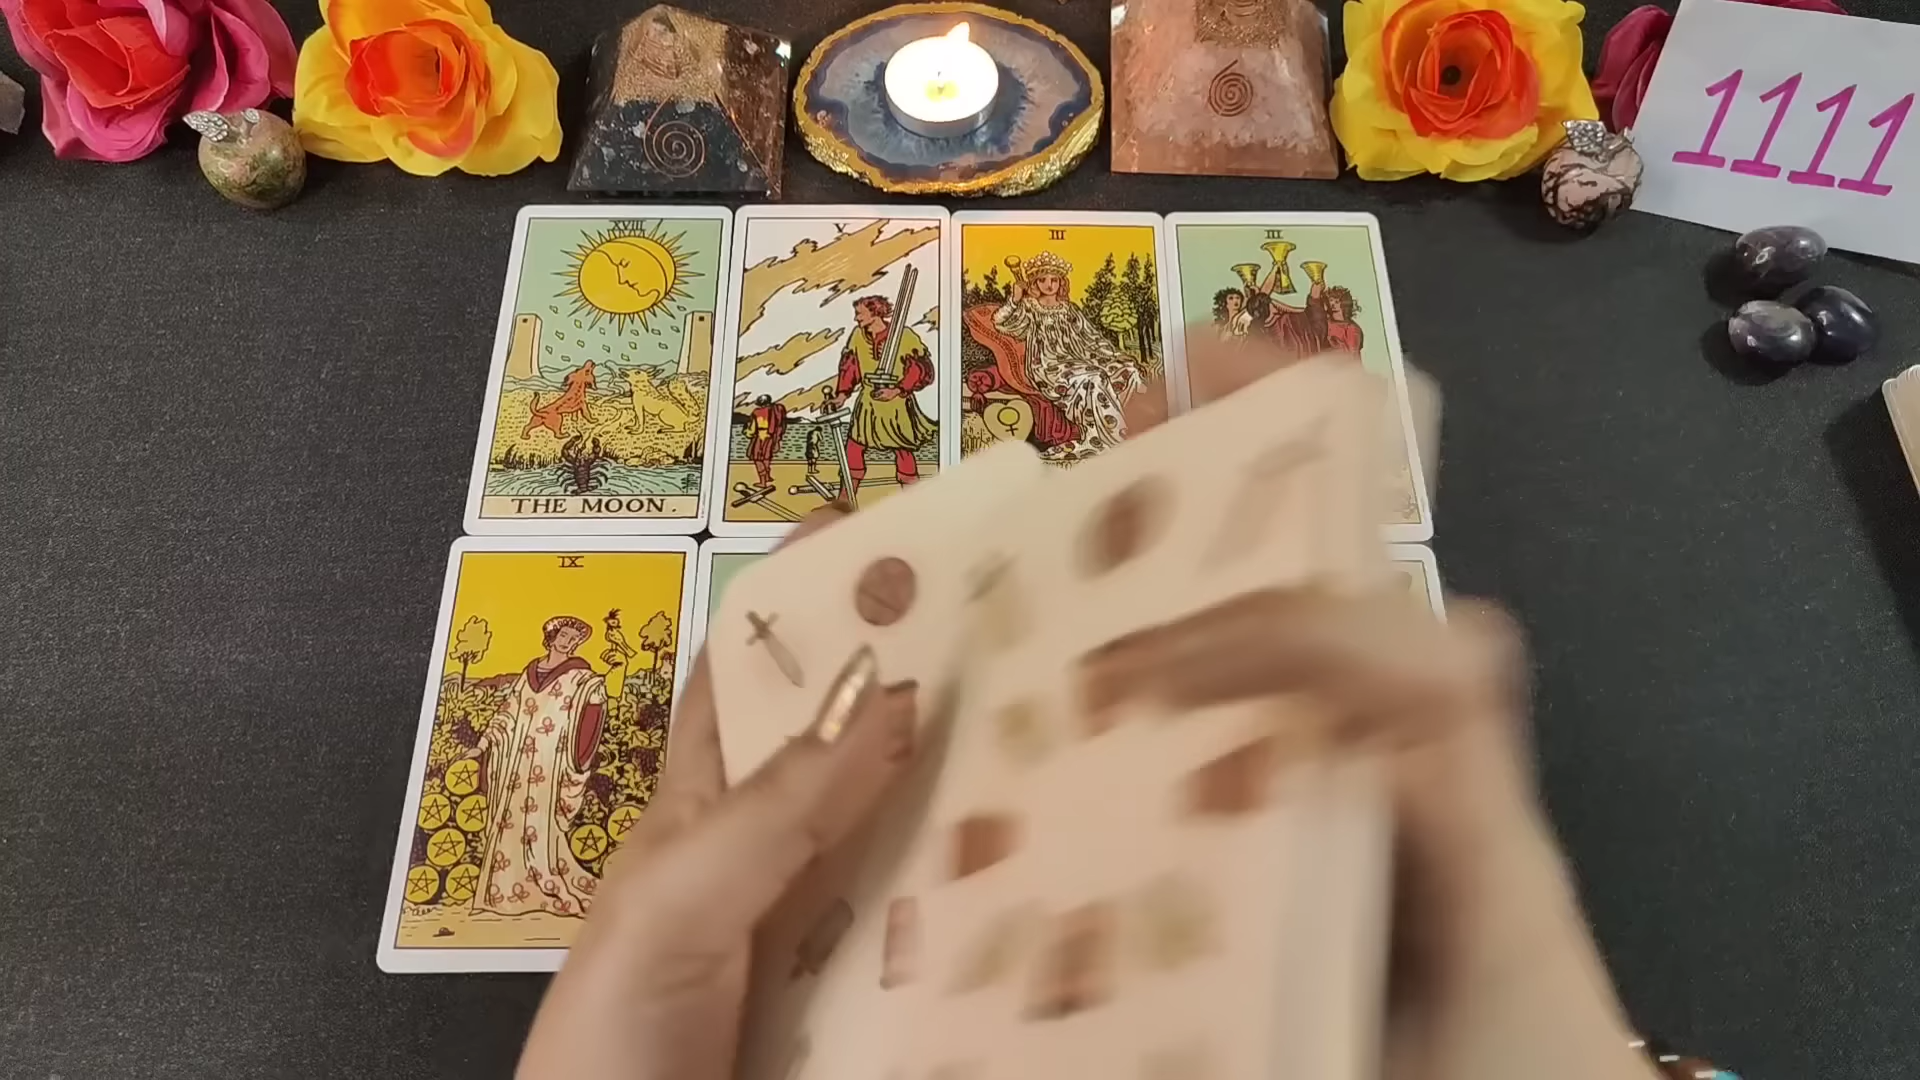 1111
XVIII
V
III
III
THE MOON.
IX